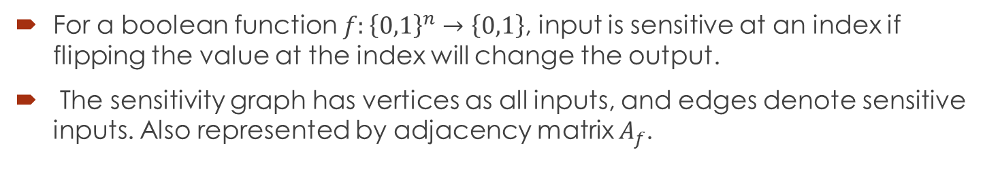 For a boolean function f: {0,1}ⁿ → {0,1}, input is sensitive at an index if
flipping the value at the index will change the output.
The sensitivity graph has vertices as all inputs, and edges denote sensitive
inputs. Also represented by adjacency matrix A_f.